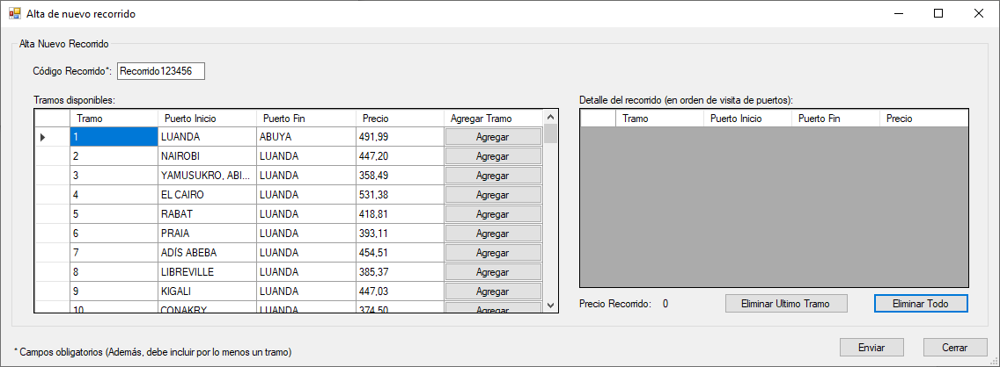 Alta de nuevo recorrido
Alta Nuevo Recorrido
Código Recorrido*: Recorrido123456
Tramos disponibles:
Tramo Puerto Inicio Puerto Fin Precio Agregar Tramo
1 LUANDA ABUYA 491,99 Agregar
2 NAIROBI LUANDA 447,20 Agregar
3 YAMUSUKRO, ABI... LUANDA 358,49 Agregar
4 EL CAIRO LUANDA 531,38 Agregar
5 RABAT LUANDA 418,81 Agregar
6 PRAIA LUANDA 393,11 Agregar
7 ADÍS ABEBA LUANDA 454,51 Agregar
8 LIBREVILLE LUANDA 385,37 Agregar
9 KIGALI LUANDA 447,03 Agregar
10 CONAKRY LUANDA 374,50 Agregar
Detalle del recorrido (en orden de visita de puertos):
Tramo Puerto Inicio Puerto Fin Precio
Precio Recorrido: 0 Eliminar Ultimo Tramo Eliminar Todo
* Campos obligatorios (Además, debe incluir por lo menos un tramo)
Enviar Cerrar